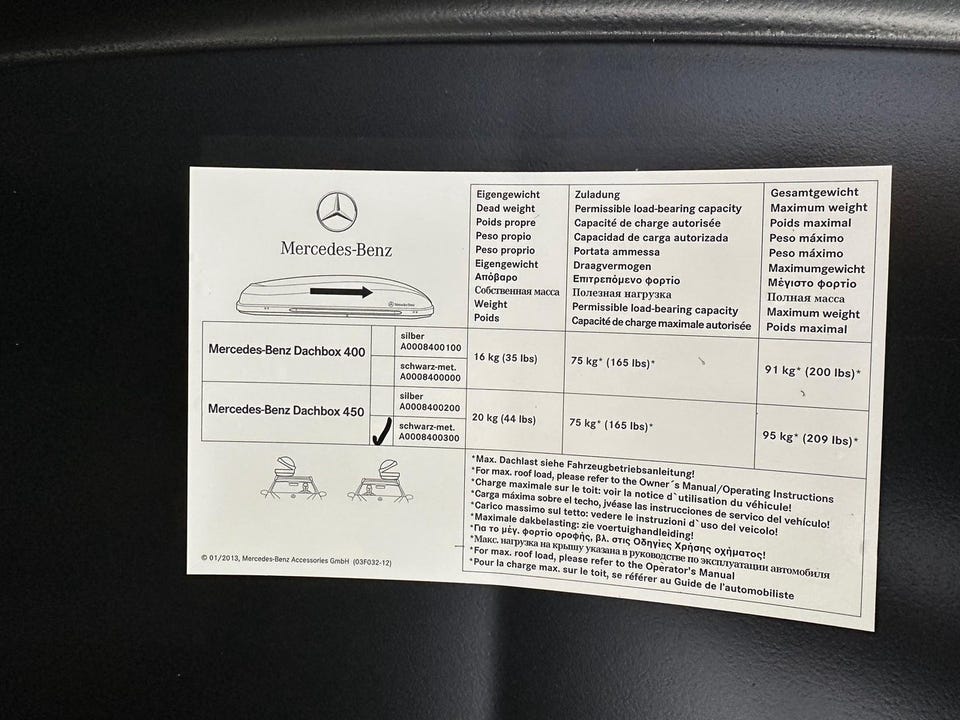 Mercedes-Benz
Eigengewicht
Dead weight
Poids propre
Peso propio
Peso proprio
Eigengewicht
Απόβαρο
Собственная масса
Weight
Poids
Zuladung
Permissible load-bearing capacity
Capacité de charge autorisée
Capacidad de carga autorizada
Portata ammessa
Draagvermogen
Επιτρεπόμενο φορτίο
Полезная нагрузка
Permissible load-bearing capacity
Capacité de charge maximale autorisée
Gesamtgewicht
Maximum weight
Poids maximal
Peso máximo
Peso máximo
Maximumgewicht
Μέγιστο φορτίο
Полная масса
Maximum weight
Poids maximal
Mercedes-Benz Dachbox 400
silber
A0008400100
schwarz-met.
A0008400000
16 kg (35 lbs)
75 kg* (165 lbs)*
91 kg* (200 lbs)*
Mercedes-Benz Dachbox 450
silber
A0008400200
schwarz-met.
A0008400300
20 kg (44 lbs)
75 kg* (165 lbs)*
95 kg* (209 lbs)*
*Max. Dachlast siehe Fahrzeugbetriebsanleitung!
*For max. roof load, please refer to the Owner´s Manual/Operating Instructions
*Charge maximale sur le toit: voir la notice d`utilisation du véhicule!
*Carga máxima sobre el techo, jvéase las instrucciones de servico del vehículo!
*Carico massimo sul tetto: vedere le instruzioni d`uso del veicolo!
*Maximale dakbelasting: zie voertuighandleiding!
*Για το μέγ. φορτίο οροφής, βλ. στις Οδηγίες Χρήσης οχήματος!
*Макс. нагрузка на крышу указана в руководстве по эксплуатации автомобиля
*For max. roof load, please refer to the Operator's Manual
*Pour la charge max. sur le toit, se référer au Guide de l'automobiliste
© 01/2013, Mercedes-Benz Accessories GmbH (03F032-12)